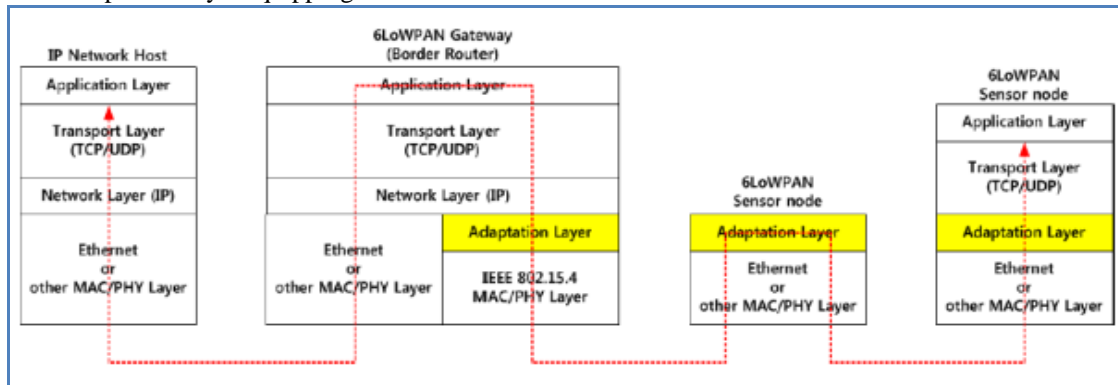 IP Network Host
Application Layer
Transport Layer
(TCP/UDP)
Network Layer (IP)
Ethernet
or
other MAC/PHY Layer
6LoWPAN Gateway
(Border Router)
Application Layer
Transport Layer
(TCP/UDP)
Network Layer (IP)
Ethernet
or
other MAC/PHY Layer
Adaptation Layer
IEEE 802.15.4
MAC/PHY Layer
6LoWPAN
Sensor node
Adaptation Layer
Ethernet
or
other MAC/PHY Layer
6LoWPAN
Sensor node
Application Layer
Transport Layer
(TCP/UDP)
Adaptation Layer
Ethernet
or
other MAC/PHY Layer